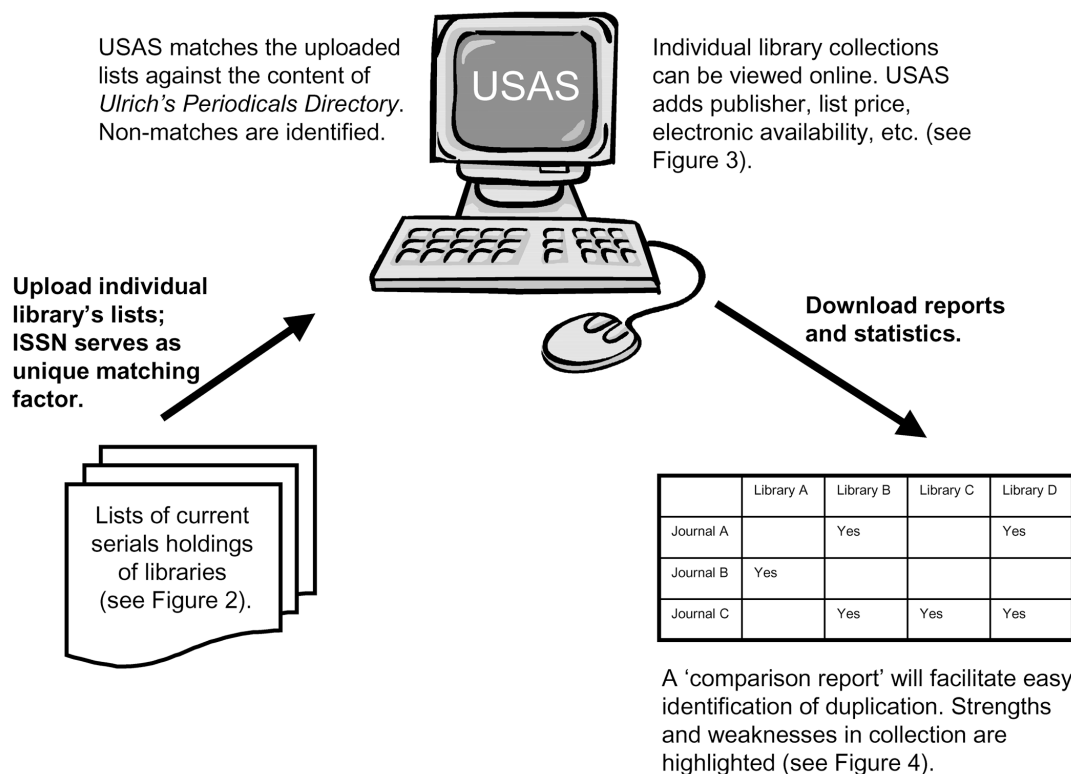 USAS matches the uploaded
lists against the content of
Ulrich's Periodicals Directory.
Non-matches are identified.
USAS
Individual library collections
can be viewed online. USAS
adds publisher, list price,
electronic availability, etc. (see
Figure 3).
Upload individual
library's lists;
ISSN serves as
unique matching
factor.
Download reports
and statistics.
Lists of current
serials holdings
of libraries
(see Figure 2).
Library A Library B Library C Library D
Journal A Yes Yes
Journal B Yes
Journal C Yes Yes Yes
A ‘comparison report’ will facilitate easy
identification of duplication. Strengths
and weaknesses in collection are
highlighted (see Figure 4).